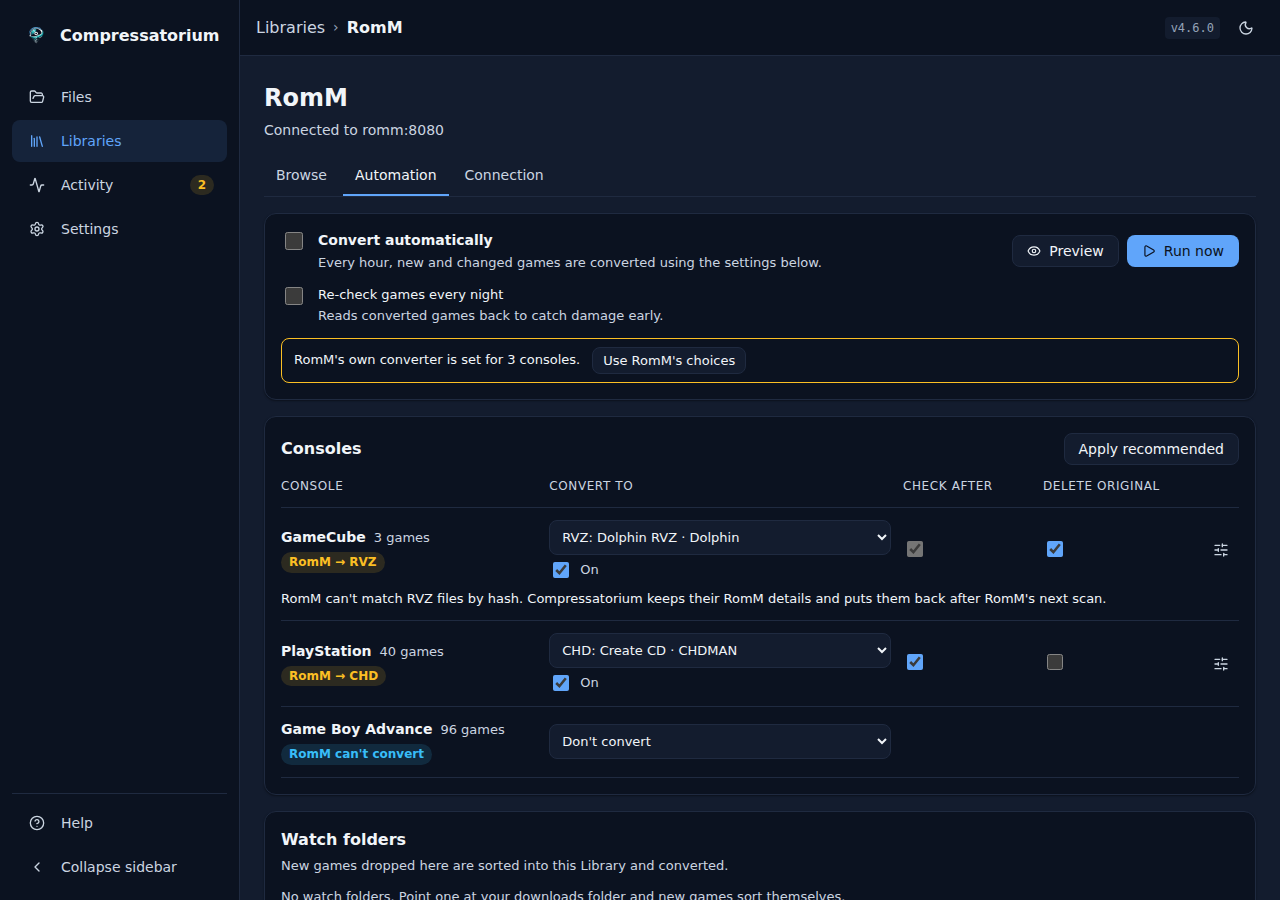 Compressatorium
Libraries › RomM
v4.6.0
Files
Libraries
Activity 2
Settings
RomM
Connected to romm:8080
Browse Automation Connection
Convert automatically
Every hour, new and changed games are converted using the settings below.
Preview Run now
Re-check games every night
Reads converted games back to catch damage early.
RomM's own converter is set for 3 consoles. Use RomM's choices
Consoles
Apply recommended
CONSOLE CONVERT TO CHECK AFTER DELETE ORIGINAL
GameCube 3 games
RomM → RVZ
RVZ: Dolphin RVZ · Dolphin
On
RomM can't match RVZ files by hash. Compressatorium keeps their RomM details and puts them back after RomM's next scan.
PlayStation 40 games
RomM → CHD
CHD: Create CD · CHDMAN
On
Game Boy Advance 96 games
RomM can't convert
Don't convert
Watch folders
New games dropped here are sorted into this Library and converted.
No watch folders. Point one at your downloads folder and new games sort themselves.
Help
Collapse sidebar